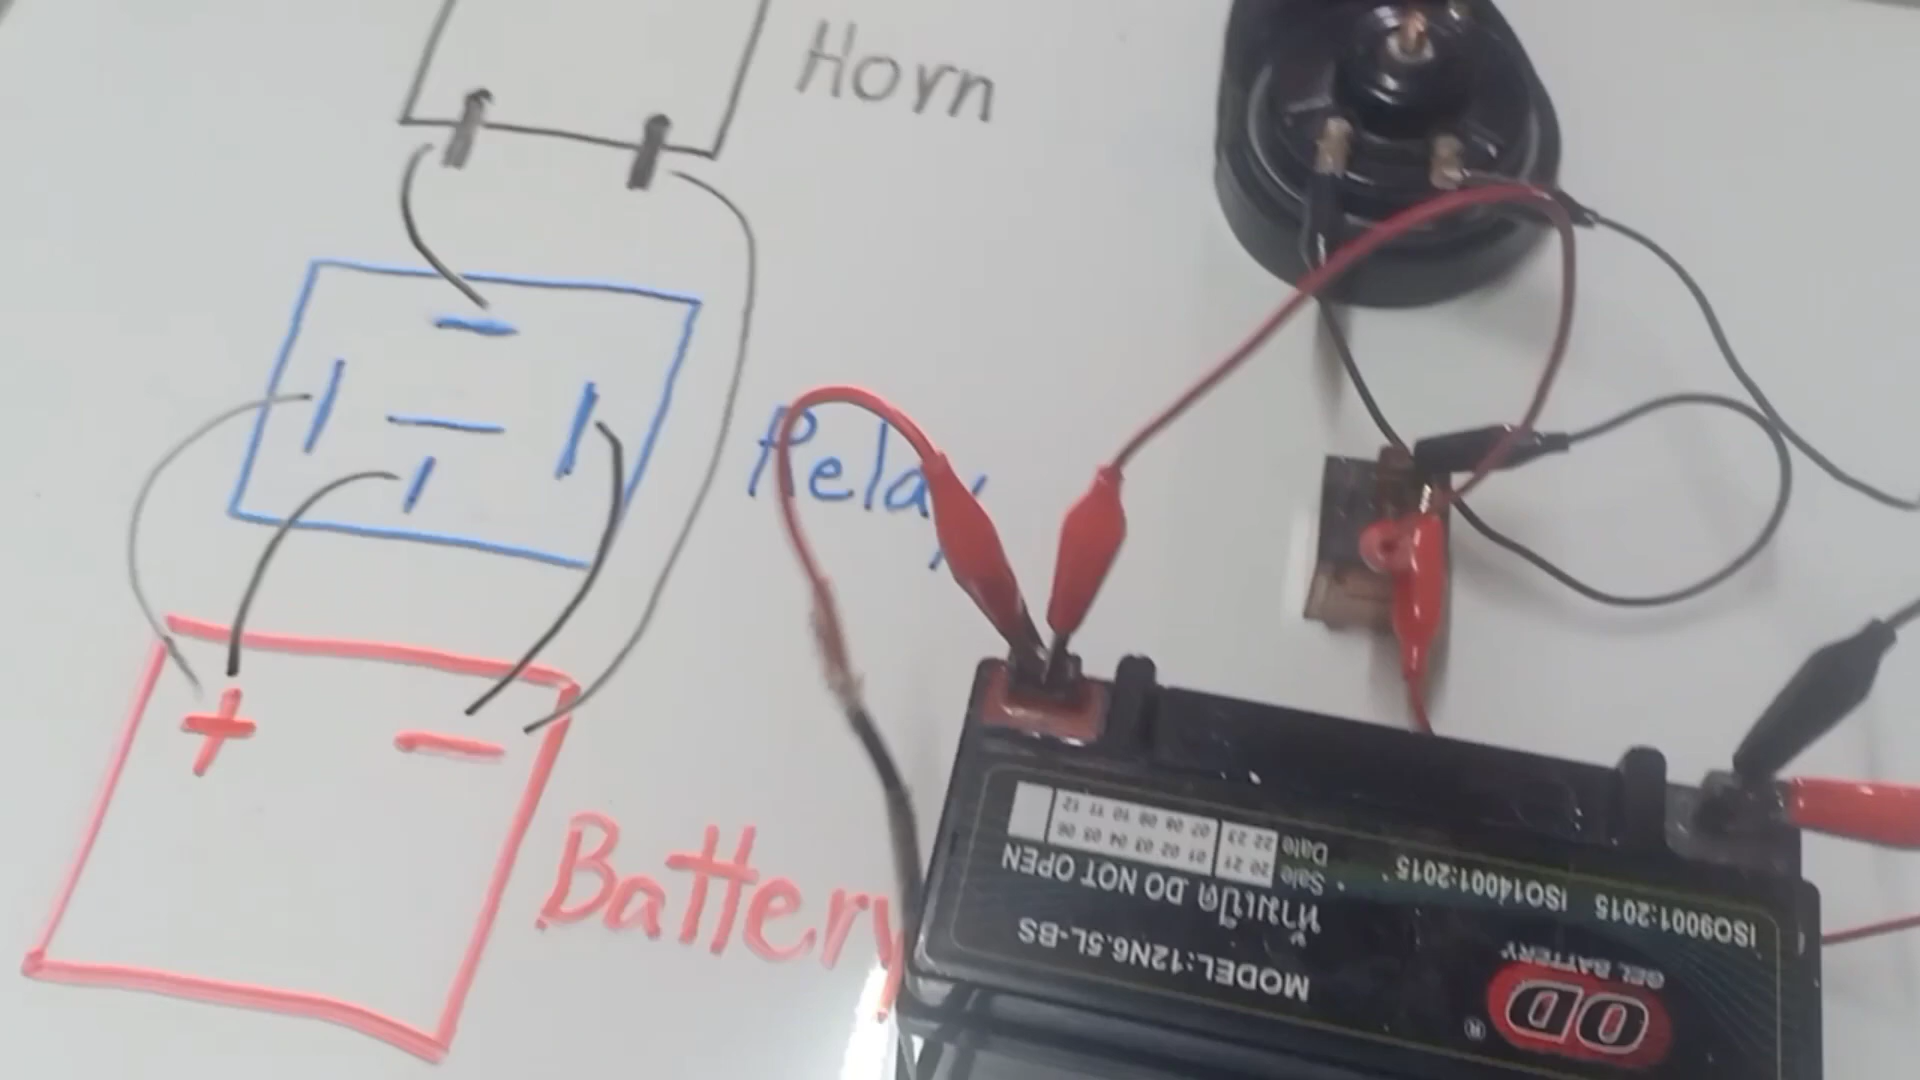 Horn
Relay
+ -
Battery
ISO9001:2015 ISO14001:2015
• Sale
Date
20 21
22 23
01 02 03 04 05 06
07 08 09 10 11 12
ห้ามเปิด DO NOT OPEN
MODEL:12N6.5L-BS
GEL BATTERY
OD ®